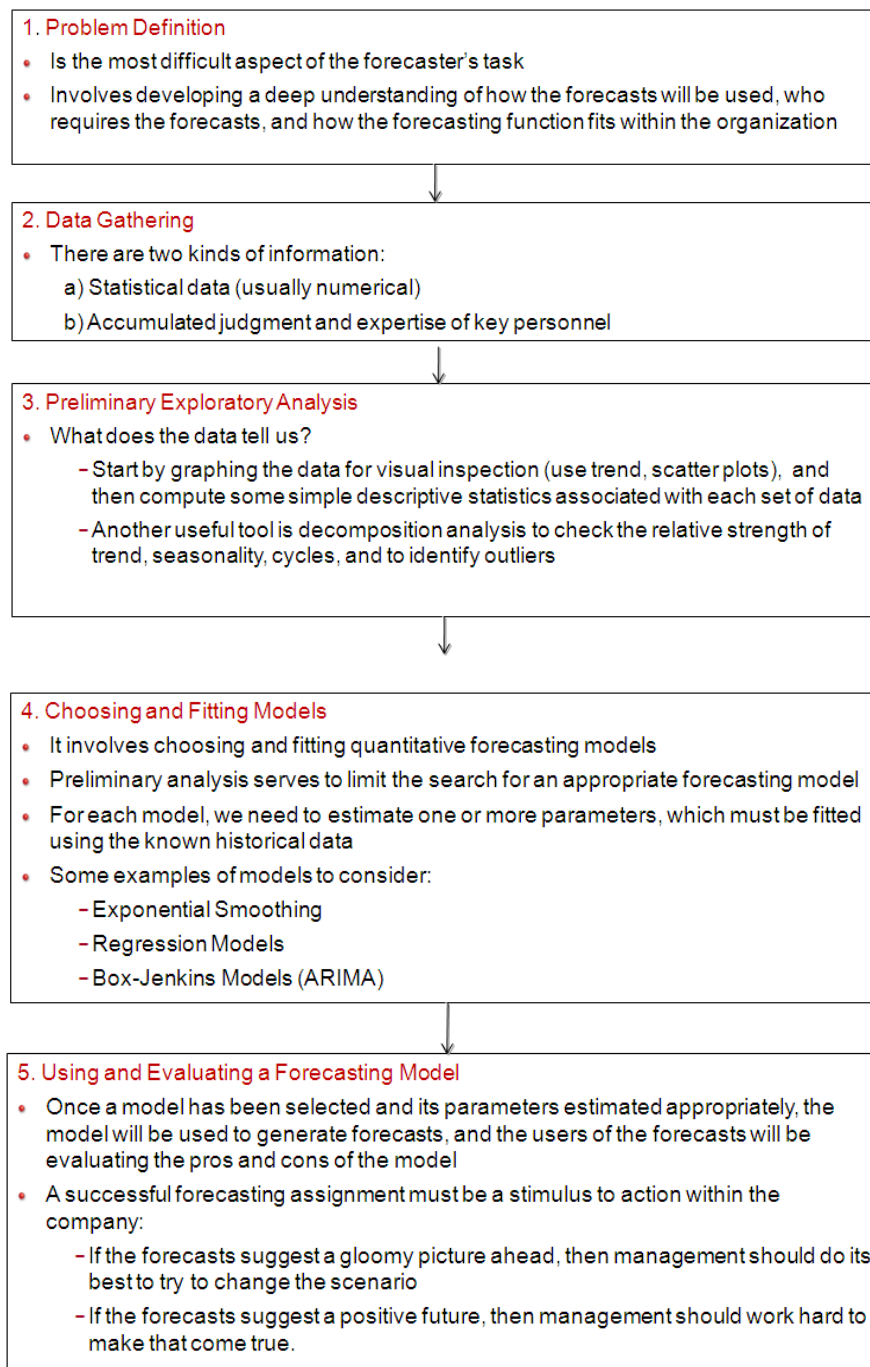 1. Problem Definition
• Is the most difficult aspect of the forecaster's task
• Involves developing a deep understanding of how the forecasts will be used, who
requires the forecasts, and how the forecasting function fits within the organization
2. Data Gathering
• There are two kinds of information:
a) Statistical data (usually numerical)
b) Accumulated judgment and expertise of key personnel
3. Preliminary Exploratory Analysis
• What does the data tell us?
– Start by graphing the data for visual inspection (use trend, scatter plots), and
then compute some simple descriptive statistics associated with each set of data
– Another useful tool is decomposition analysis to check the relative strength of
trend, seasonality, cycles, and to identify outliers
4. Choosing and Fitting Models
• It involves choosing and fitting quantitative forecasting models
• Preliminary analysis serves to limit the search for an appropriate forecasting model
• For each model, we need to estimate one or more parameters, which must be fitted
using the known historical data
• Some examples of models to consider:
– Exponential Smoothing
– Regression Models
– Box-Jenkins Models (ARIMA)
5. Using and Evaluating a Forecasting Model
• Once a model has been selected and its parameters estimated appropriately, the
model will be used to generate forecasts, and the users of the forecasts will be
evaluating the pros and cons of the model
• A successful forecasting assignment must be a stimulus to action within the
company:
– If the forecasts suggest a gloomy picture ahead, then management should do its
best to try to change the scenario
– If the forecasts suggest a positive future, then management should work hard to
make that come true.